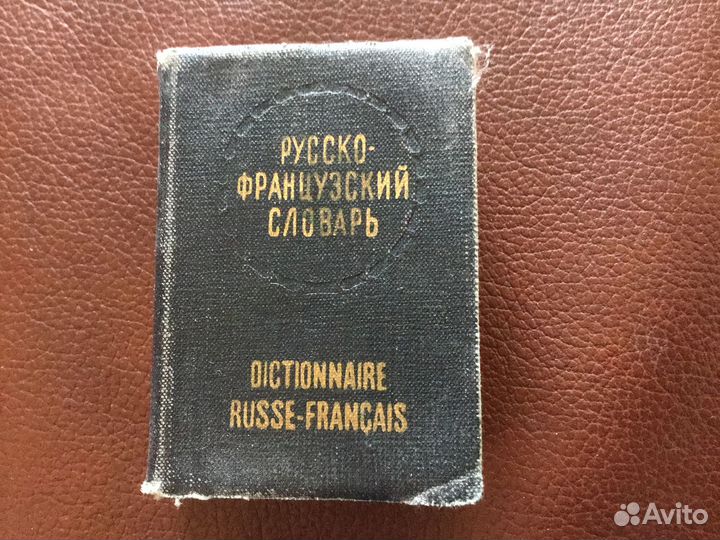 РУССКО-
ФРАНЦУЗСКИЙ
СЛОВАРЬ
DICTIONNAIRE
RUSSE-FRANÇAIS
Avito